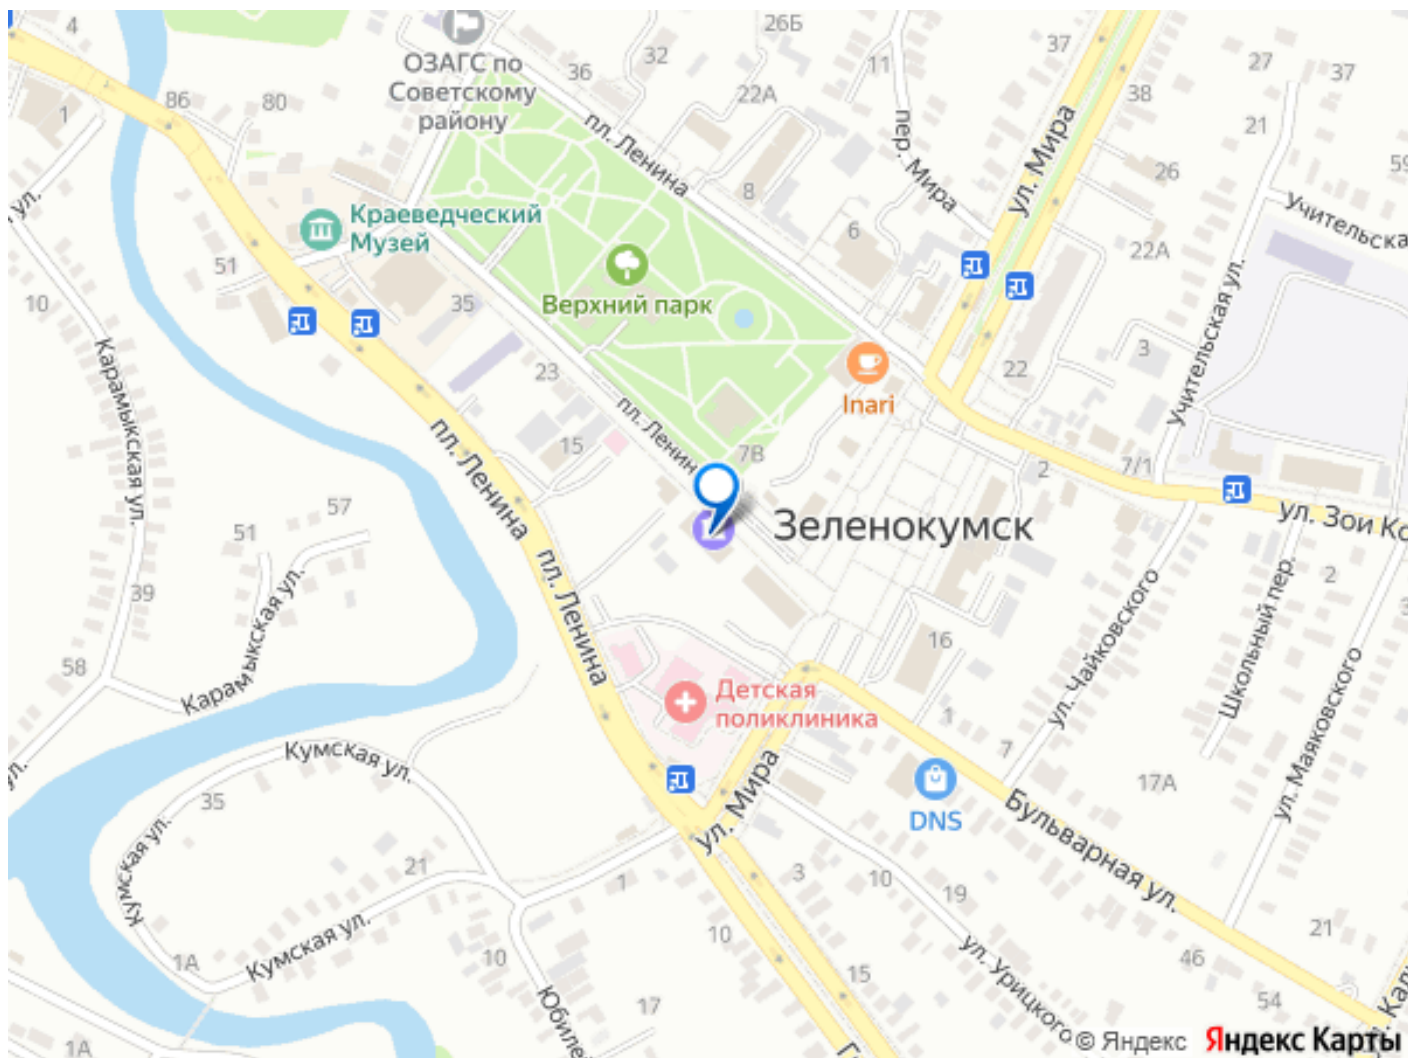 4
26Б
ОЗАГС по
Советскому
району
32
36
11
37
27
37
22А
38
86
80
1
пл. Ленина
пер. Мира
ул. Мира
21
59
26
8
ул.
Краеведческий
Музей
6
22А
Учительска
51
10
35
Верхний парк
Учительская ул.
3
22
Карамыкская ул.
23
Inari
пл. Ленин
15
7В
2
7/1
пл. Ленина
57
51
Зеленокумск
ул. Зои Ко
39
пл. Ленина
Карамыкская ул.
2
58
16
ул. Чайковского
Школьный пер.
ул. Маяковского
Детская
поликлиника
1
7
Кумская ул.
17А
35
DNS
ул. Мира
Бульварная ул.
Кумская ул.
21
1
3
10
19
21
10
Кумская ул.
1А
10
46
15
ул. Урицкого
54
17
Юбилей
1А
© Яндекс
Яндекс Карты